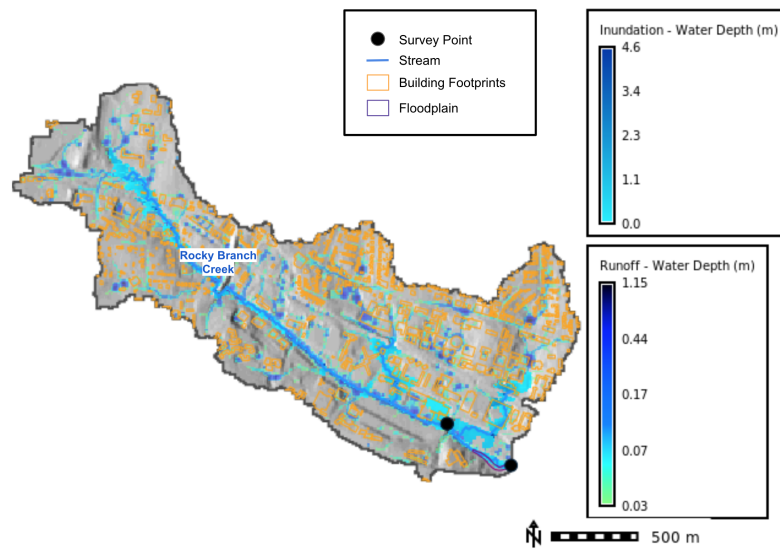 Survey Point
Stream
Building Footprints
Floodplain
Inundation - Water Depth (m)
4.6
3.4
2.3
1.1
0.0
Rocky Branch
Creek
Runoff - Water Depth (m)
1.15
0.44
0.17
0.07
0.03
N
500 m